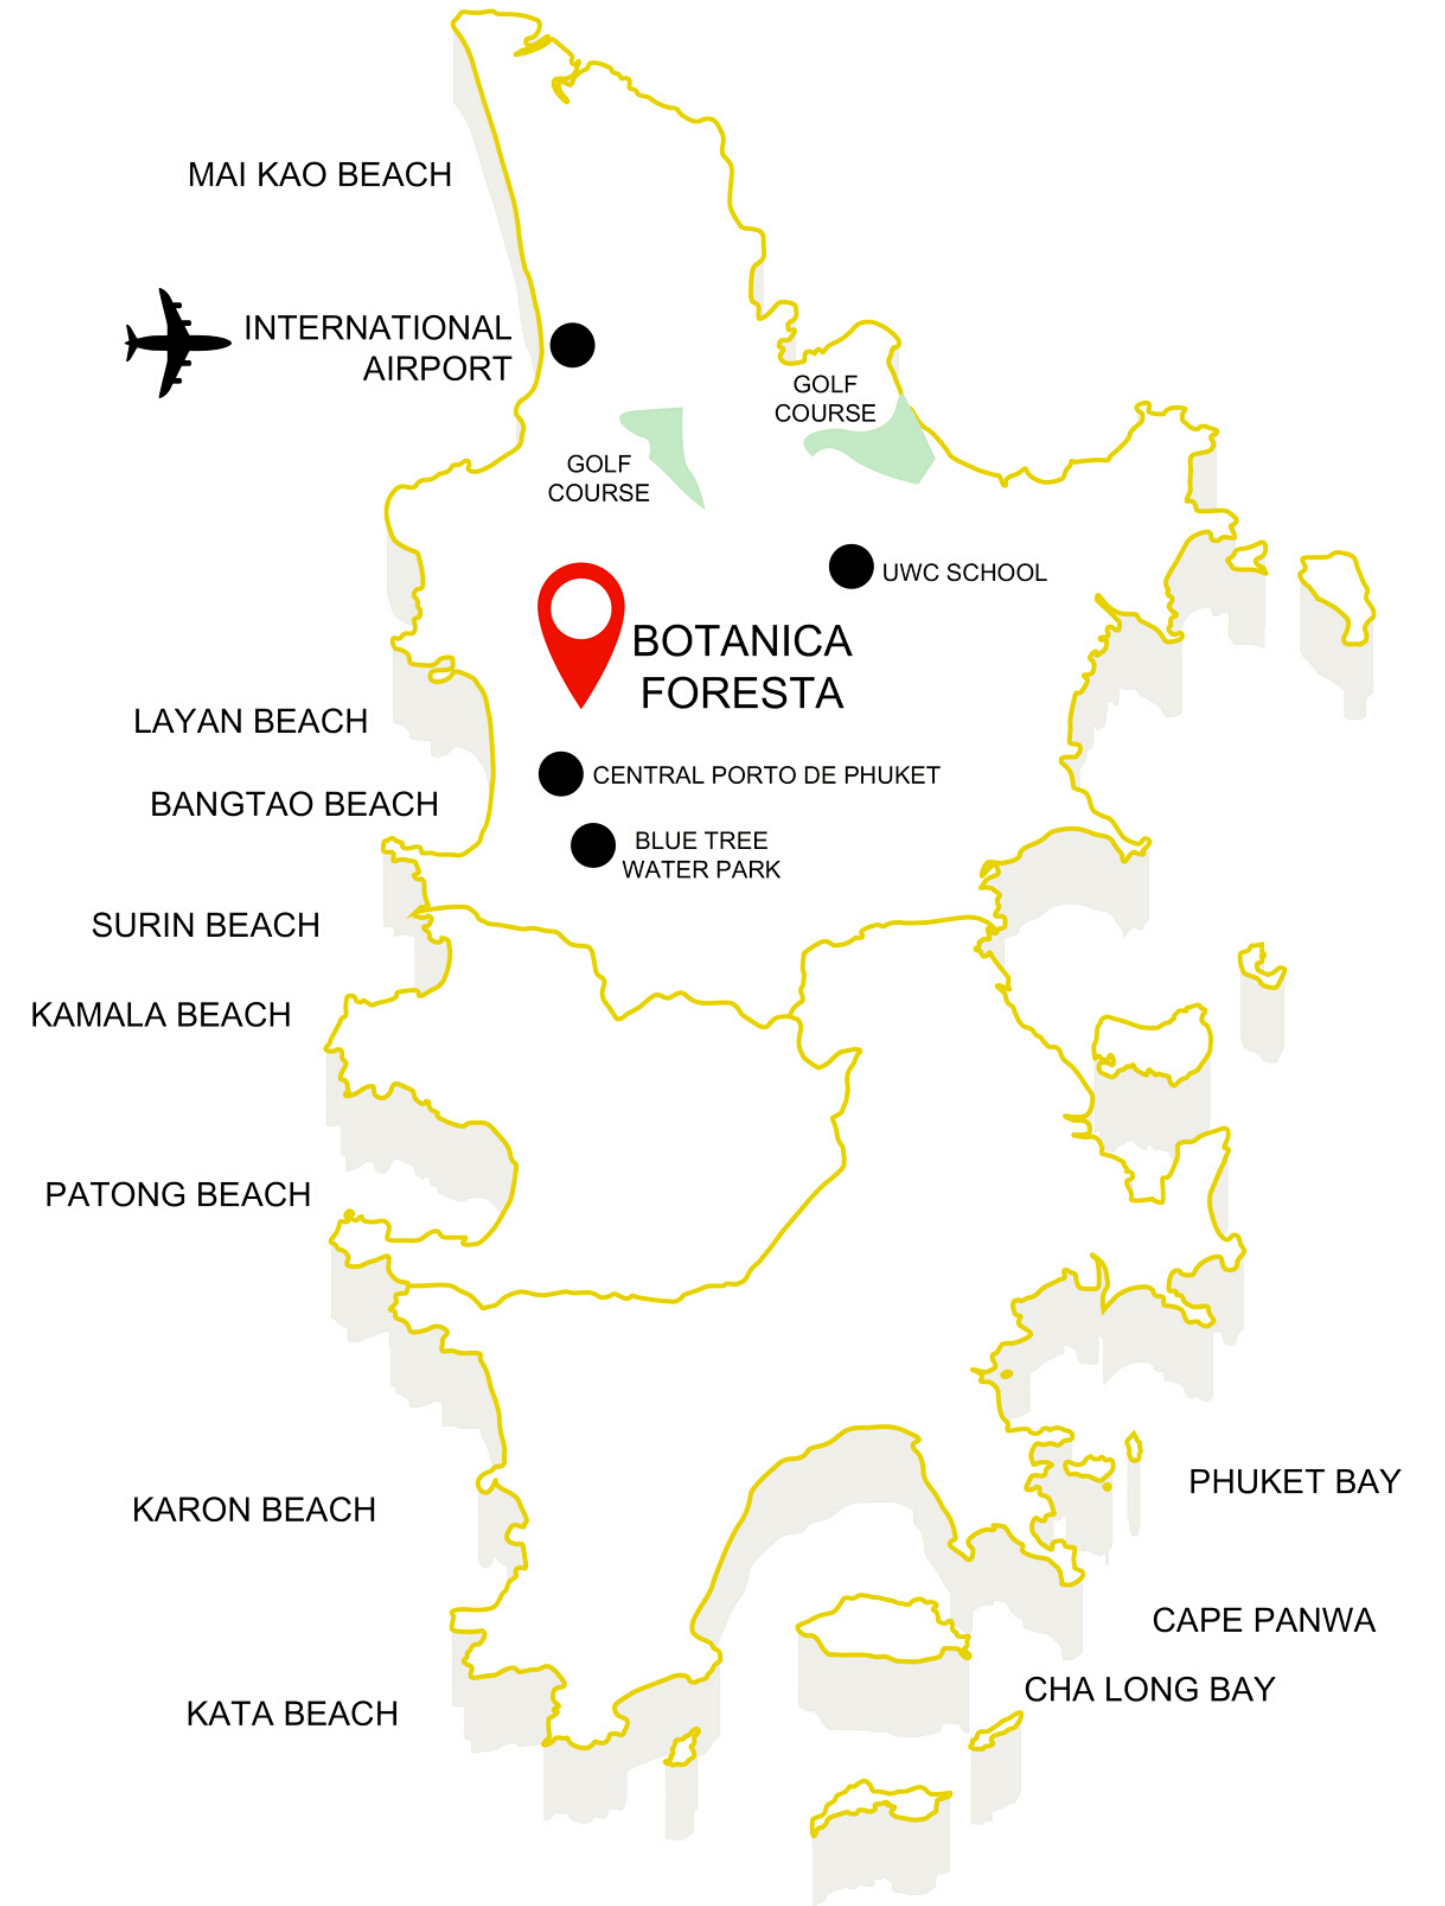 MAI KAO BEACH
INTERNATIONAL
AIRPORT
GOLF
COURSE
GOLF
COURSE
UWC SCHOOL
BOTANICA
FORESTA
LAYAN BEACH
CENTRAL PORTO DE PHUKET
BANGTAO BEACH
BLUE TREE
WATER PARK
SURIN BEACH
KAMALA BEACH
PATONG BEACH
PHUKET BAY
KARON BEACH
CAPE PANWA
CHA LONG BAY
KATA BEACH